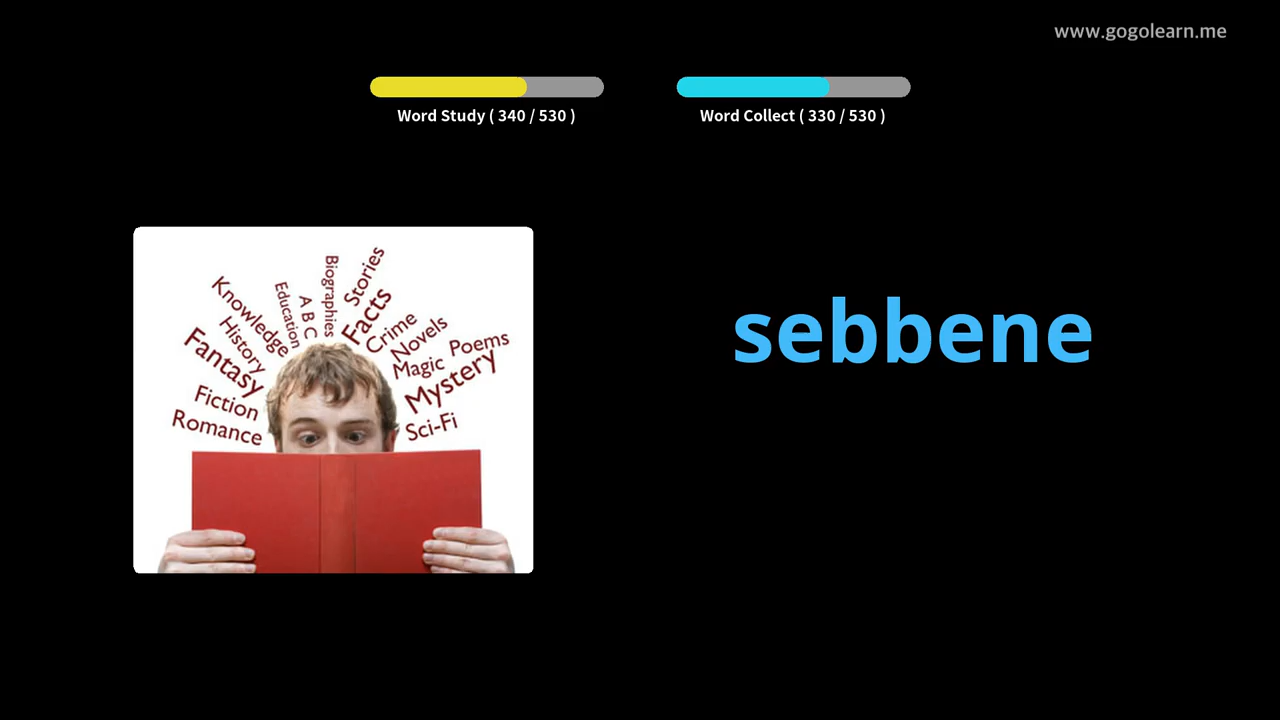 www.gogolearn.me
Word Study ( 340 / 530 )
Word Collect ( 330 / 530 )
Biographies
Stories
Education
A B C
Facts
Knowledge
Crime
History
Novels
Poems
Fantasy
Magic
Mystery
Fiction
Sci-Fi
Romance
sebbene